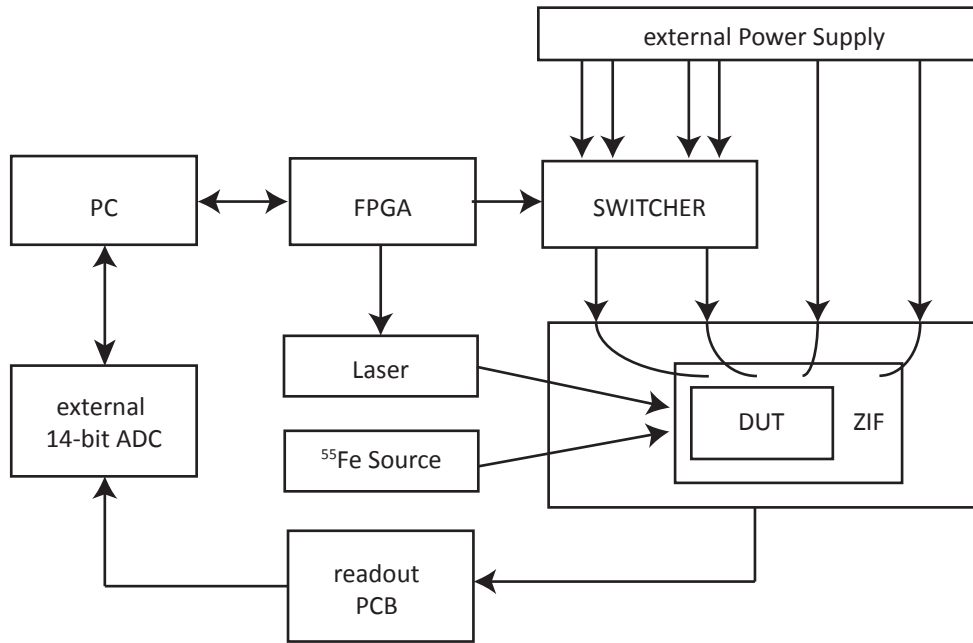 external Power Supply
PC
FPGA
SWITCHER
Laser
external
14-bit ADC
DUT
ZIF
⁵⁵Fe Source
readout
PCB